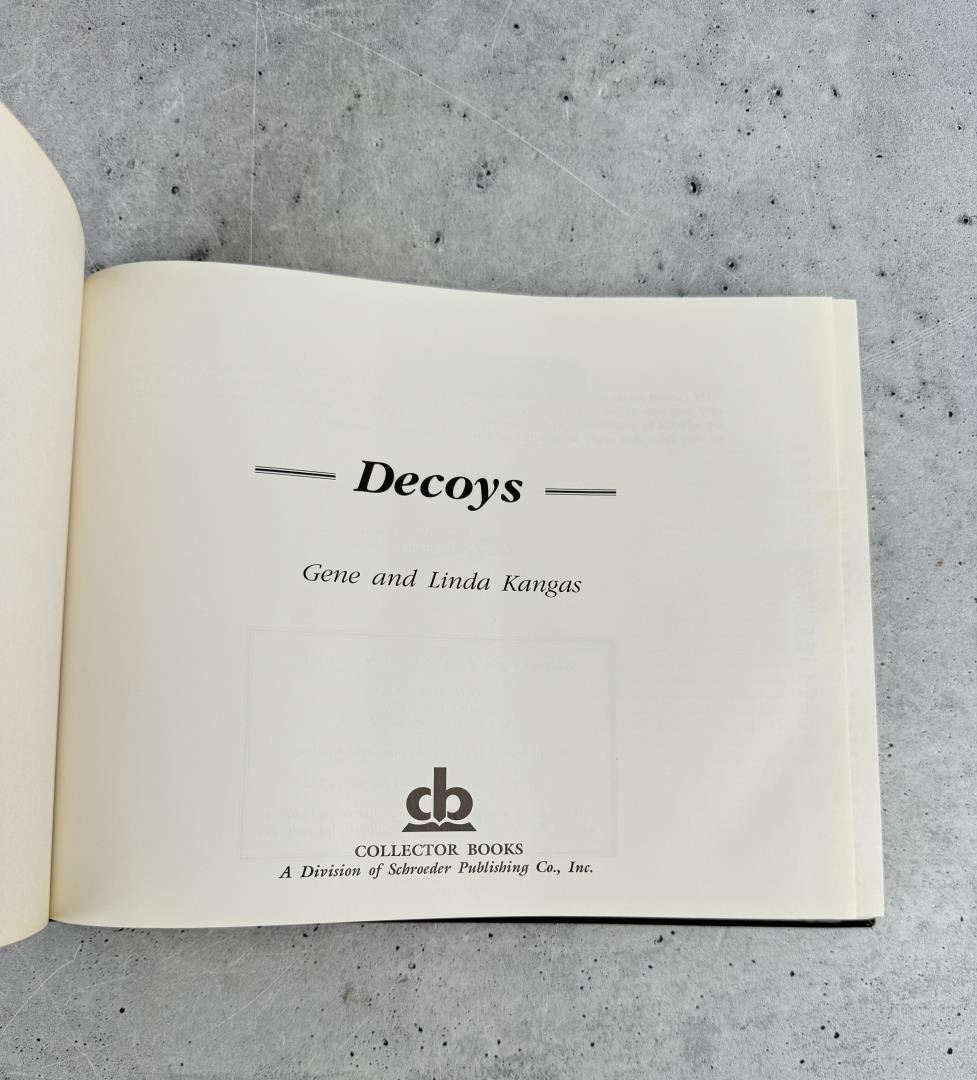 Decoys
Gene and Linda Kangas
cb
COLLECTOR BOOKS
A Division of Schroeder Publishing Co., Inc.